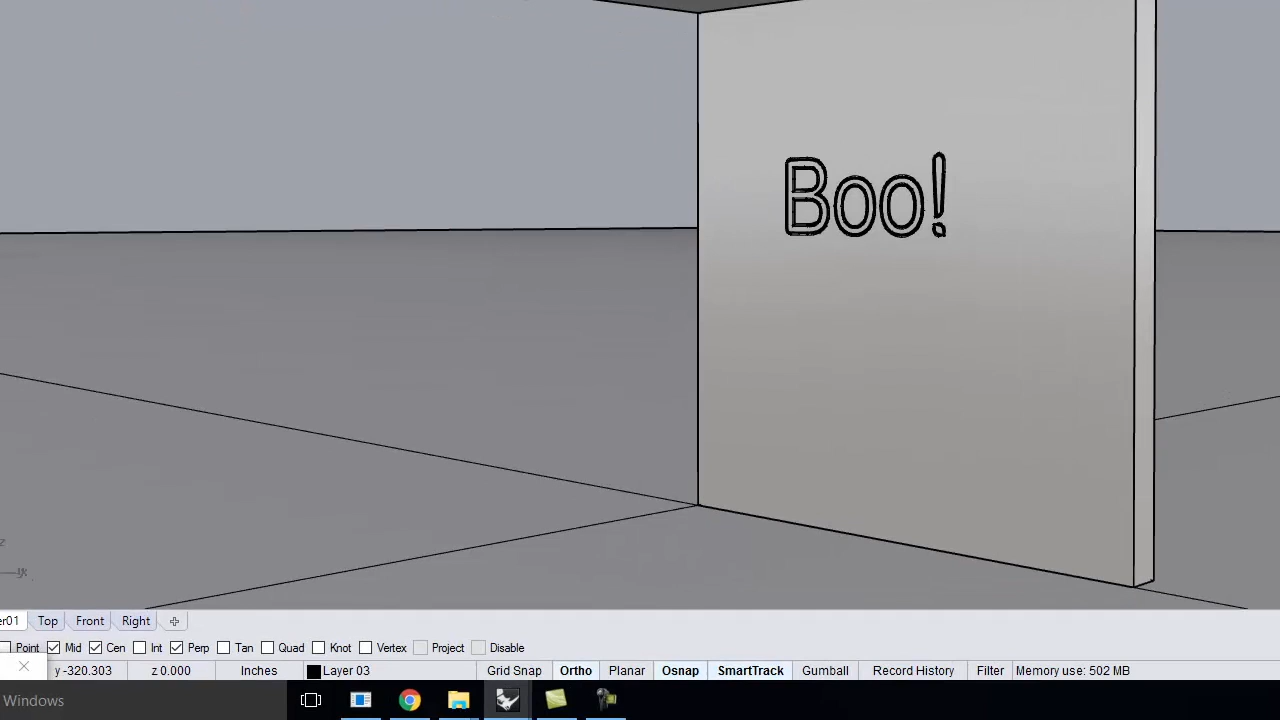 Boo!
z
er01 Top Front Right
Point Mid Cen Int Perp Tan Quad Knot Vertex Project Disable
y -320.303 z 0.000 Inches Layer 03 Grid Snap Ortho Planar Osnap SmartTrack Gumball Record History Filter Memory use: 502 MB
Windows